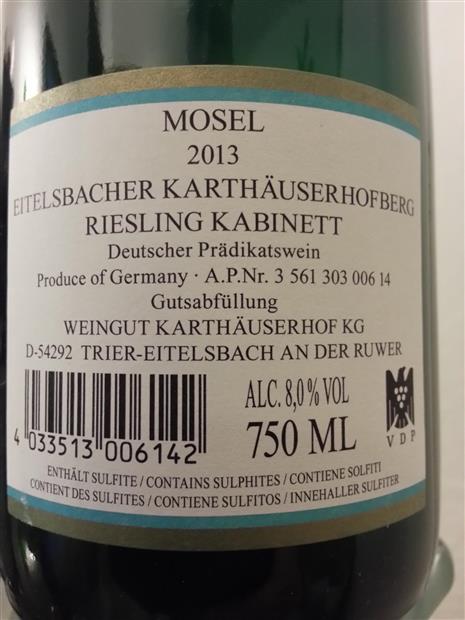 MOSEL
2013
EITELSBACHER KARTHÄUSERHOFBERG
RIESLING KABINETT
Deutscher Prädikatswein
Produce of Germany · A.P.Nr. 3 561 303 006 14
Gutsabfüllung
WEINGUT KARTHÄUSERHOF KG
D-54292 TRIER-EITELSBACH AN DER RUWER
ALC. 8,0 % VOL
750 ML
VDP
4 033513 006142
ENTHÄLT SULFITE / CONTAINS SULPHITES / CONTIENE SOLFITI
CONTIENT DES SULFITES / CONTIENE SULFITOS / INNEHALLER SULFITER